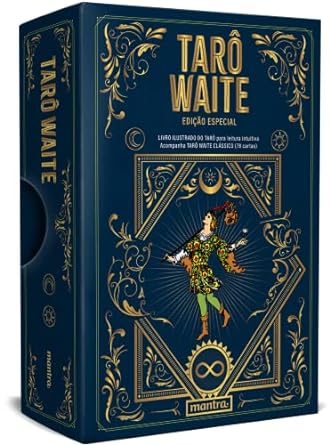 TARÔ
WAITE
EDIÇÃO ESPECIAL
LIVRO ILUSTRADO DO TARÔ para leitura intuitiva
Acompanha TARÔ WAITE CLÁSSICO (78 cartas)
mantra.
TARÔ
WAITE
mantra.